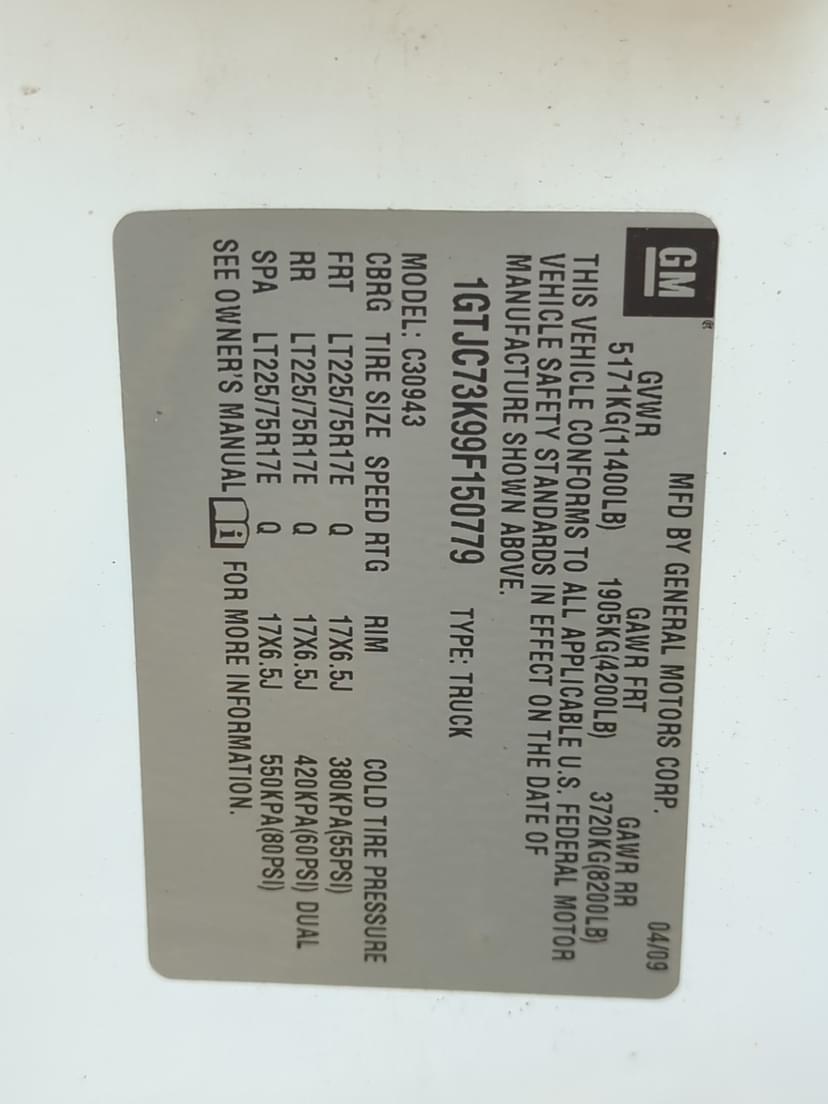 GM®
MFD BY GENERAL MOTORS CORP. 04/09
GVWR GAWR FRT GAWR RR
5171KG(11400LB) 1905KG(4200LB) 3720KG(8200LB)
THIS VEHICLE CONFORMS TO ALL APPLICABLE U.S. FEDERAL MOTOR
VEHICLE SAFETY STANDARDS IN EFFECT ON THE DATE OF
MANUFACTURE SHOWN ABOVE.
1GTJC73K99F150779 TYPE: TRUCK
MODEL: C30943
CBRG TIRE SIZE SPEED RTG RIM COLD TIRE PRESSURE
FRT LT225/75R17E Q 17X6.5J 380KPA(55PSI)
RR LT225/75R17E Q 17X6.5J 420KPA(60PSI) DUAL
SPA LT225/75R17E Q 17X6.5J 550KPA(80PSI)
SEE OWNER'S MANUAL i FOR MORE INFORMATION.